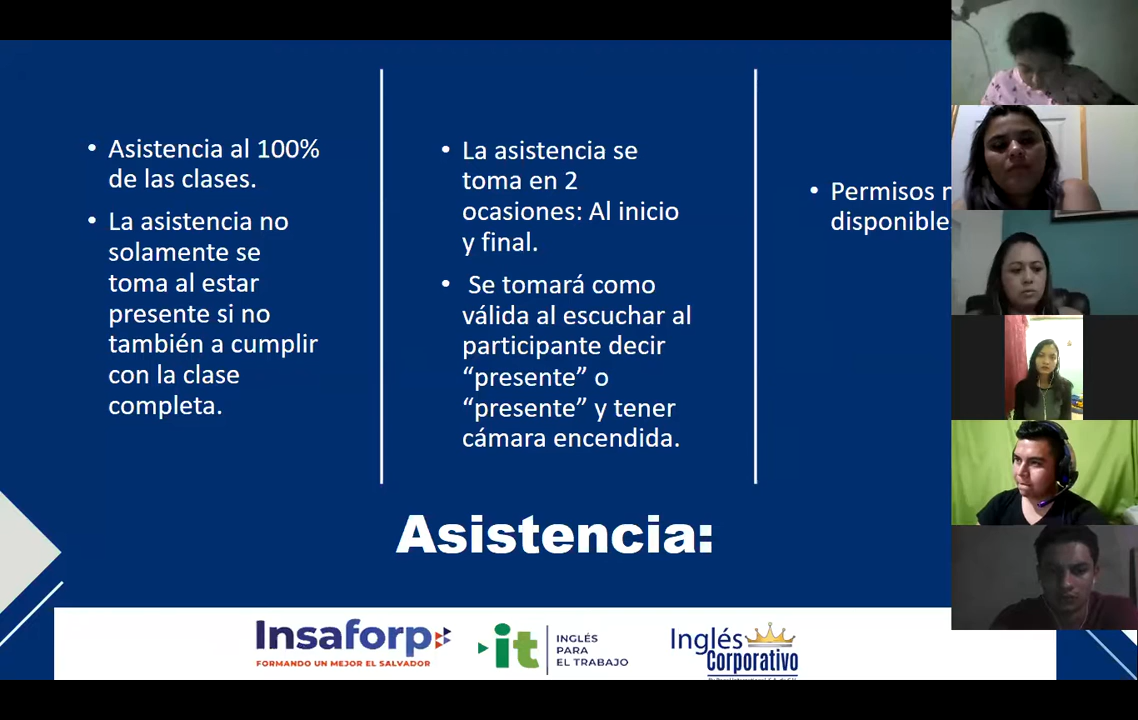 • Asistencia al 100%
de las clases.
• La asistencia no
solamente se
toma al estar
presente si no
también a cumplir
con la clase
completa.
• La asistencia se
toma en 2
ocasiones: Al inicio
y final.
• Se tomará como
válida al escuchar al
participante decir
“presente” o
“presente” y tener
cámara encendida.
• Permisos
disponible
Asistencia:
Insaforp
FORMANDO UN MEJOR EL SALVADOR
it
INGLÉS
PARA
EL TRABAJO
Inglés
Corporativo